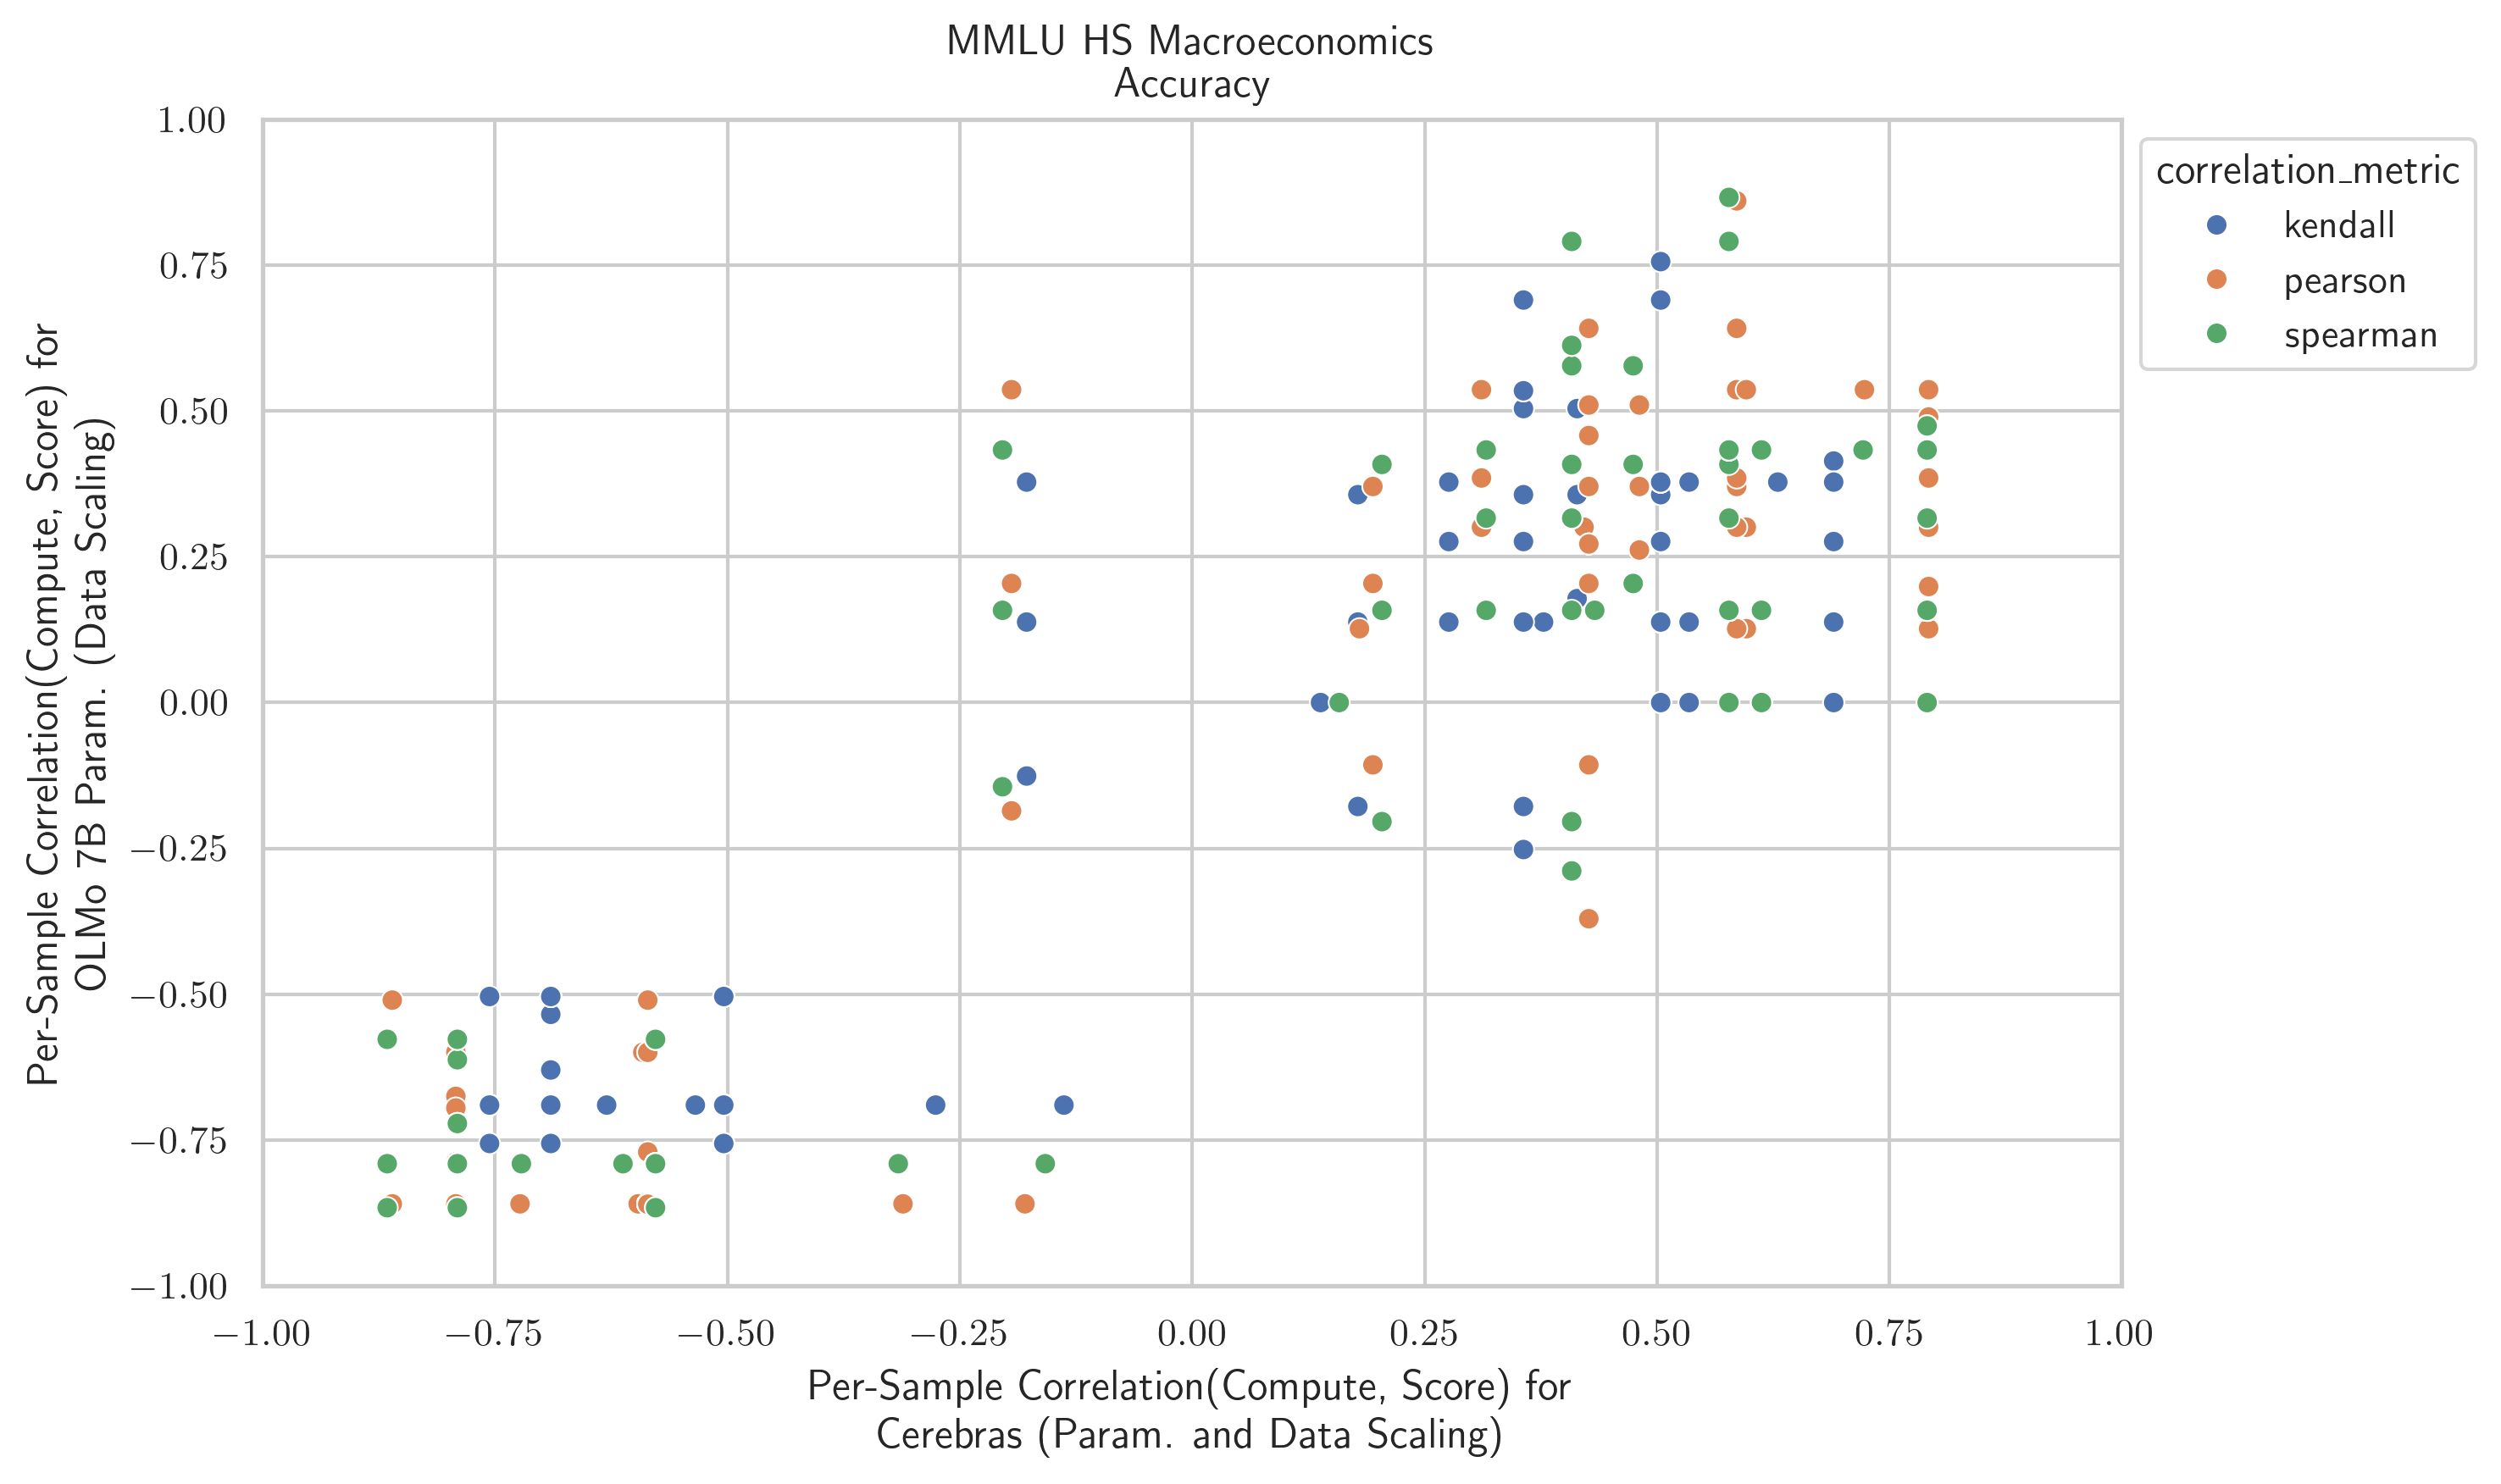 MMLU HS Macroeconomics
Accuracy
1.00
0.75
0.50
0.25
0.00
−0.25
−0.50
−0.75
−1.00
Per-Sample Correlation(Compute, Score) for
OLMo 7B Param. (Data Scaling)
−1.00
−0.75
−0.50
−0.25
0.00
0.25
0.50
0.75
1.00
Per-Sample Correlation(Compute, Score) for
Cerebras (Param. and Data Scaling)
correlation_metric
kendall
pearson
spearman